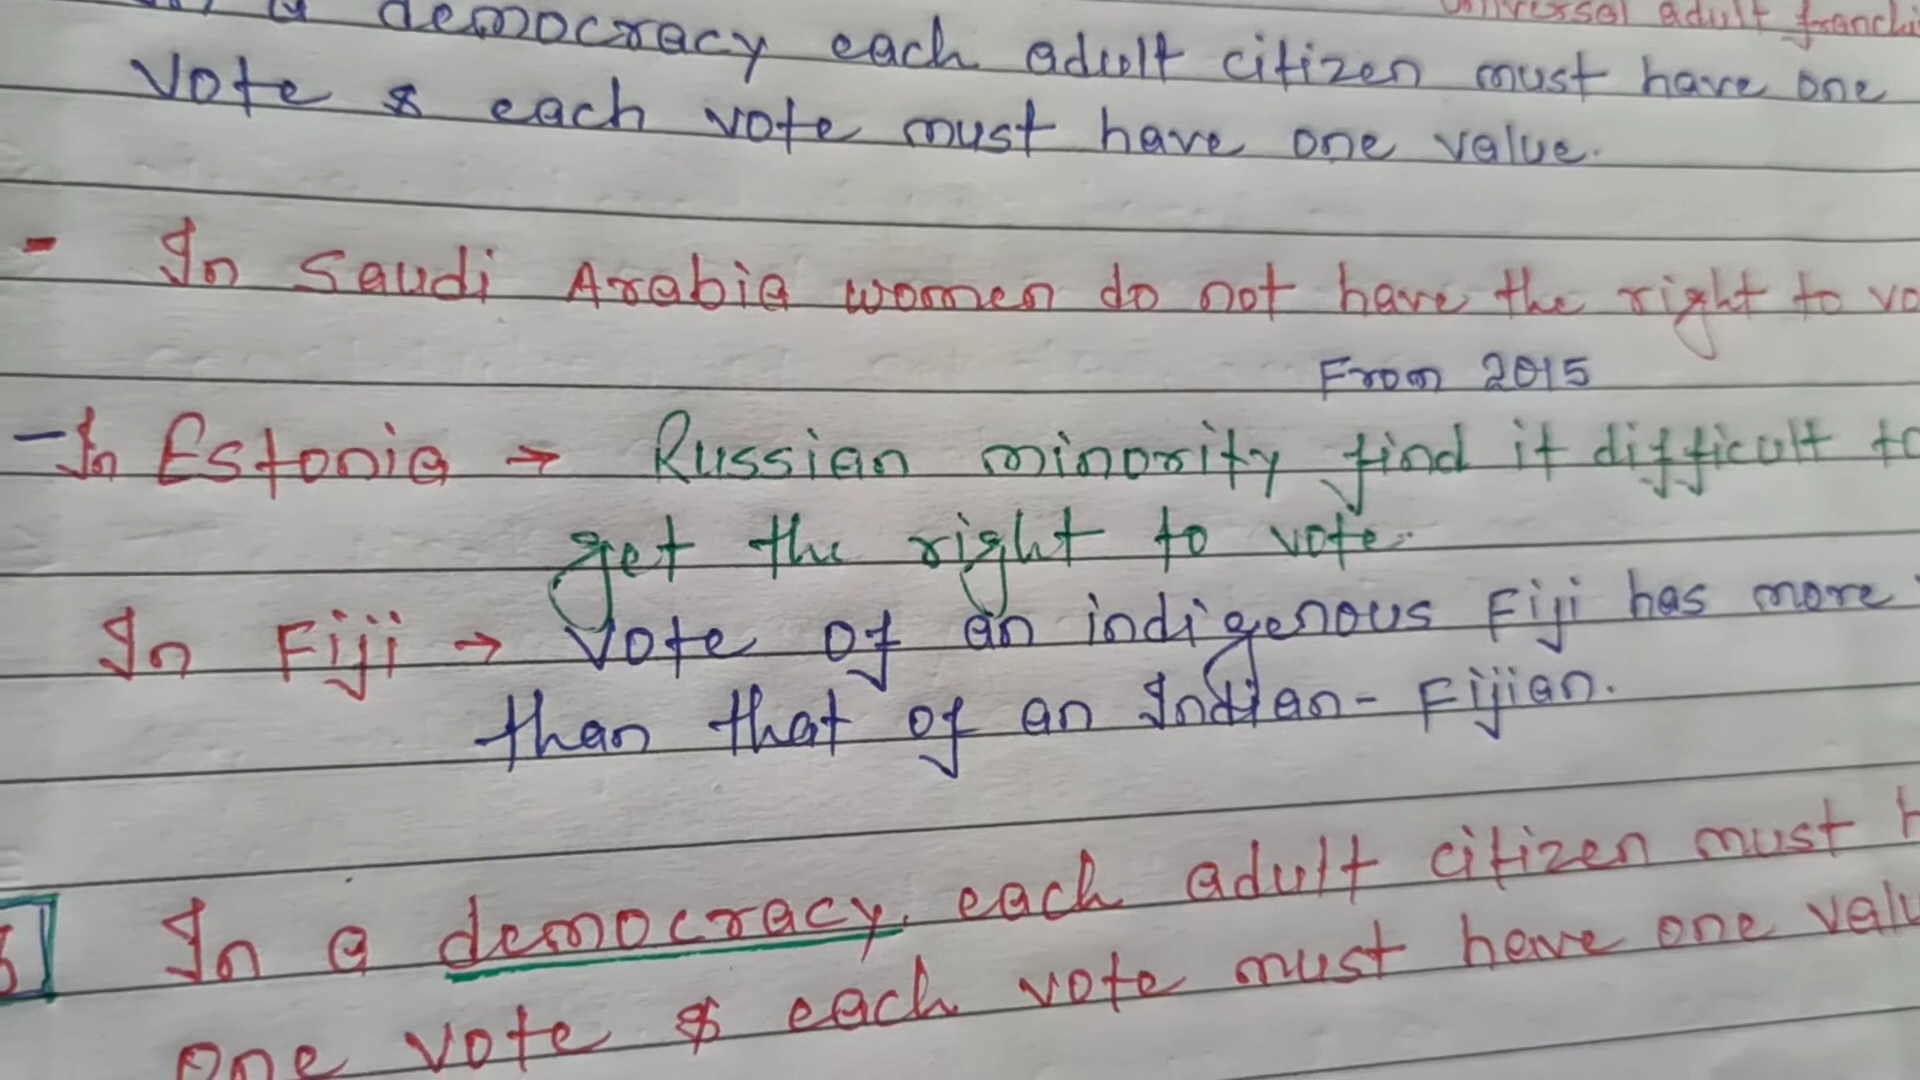 universal adult franchi
a democracy each adult citizen must have one
vote & each vote must have one value.
- In Saudi Arabia women do not have the right to vo
From 2015
- In Estonia → Russian minority find it difficult to
get the right to vote.
In Fiji → Vote of an indigenous Fiji has more
than that of an Indian-Fijian.
In a democracy, each adult citizen must h
one vote & each vote must have one valu